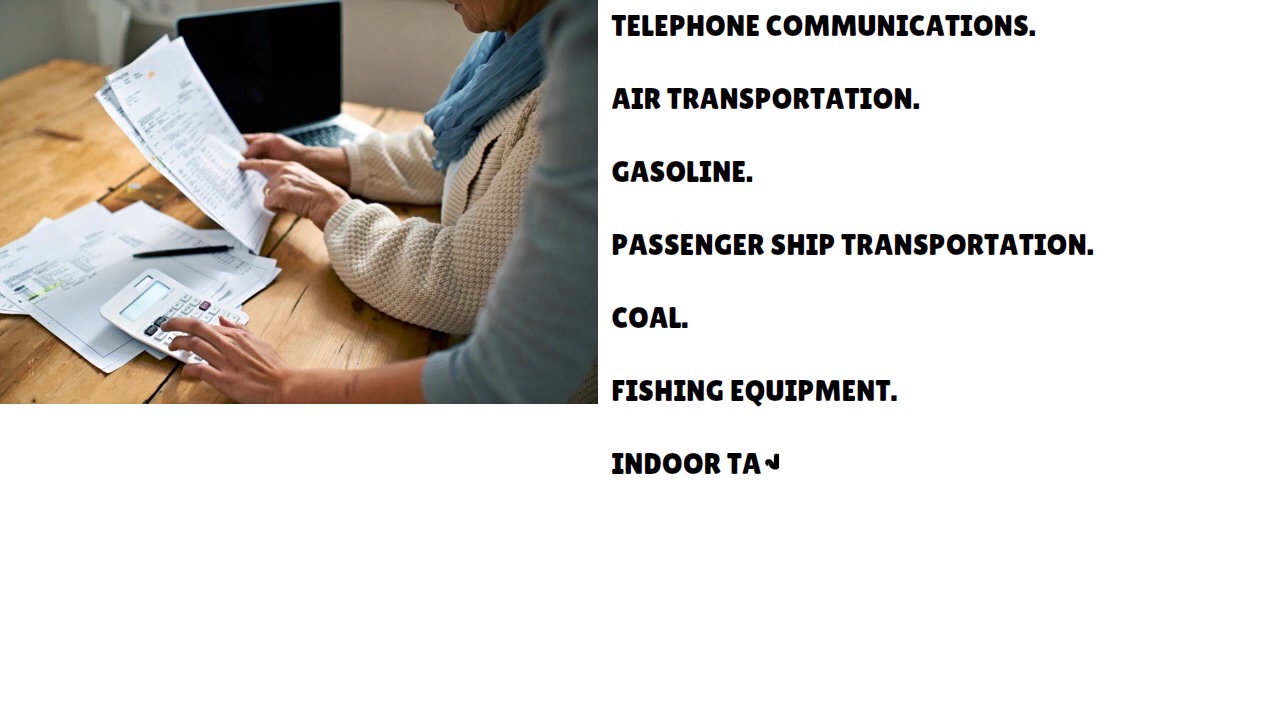 TELEPHONE COMMUNICATIONS.
AIR TRANSPORTATION.
GASOLINE.
PASSENGER SHIP TRANSPORTATION.
COAL.
FISHING EQUIPMENT.
INDOOR TA